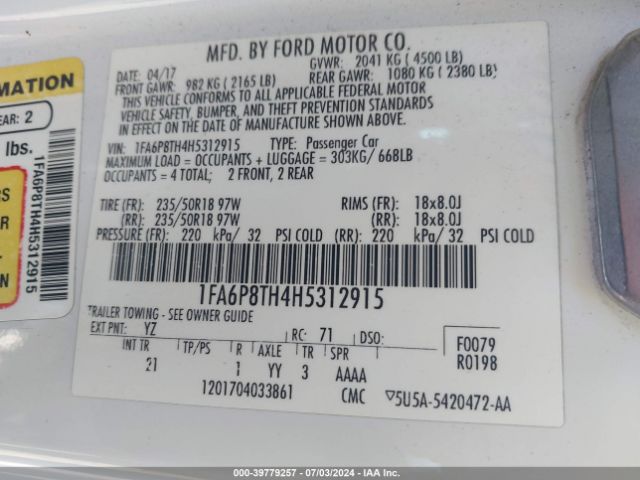 MFD. BY FORD MOTOR CO.
DATE: 04/17 GVWR: 2041 KG ( 4500 LB)
FRONT GAWR: 982 KG ( 2165 LB) REAR GAWR: 1080 KG ( 2380 LB)
THIS VEHICLE CONFORMS TO ALL APPLICABLE FEDERAL MOTOR
VEHICLE SAFETY, BUMPER, AND THEFT PREVENTION STANDARDS
IN EFFECT ON THE DATE OF MANUFACTURE SHOWN ABOVE.
VIN: 1FA6P8TH4H5312915 TYPE: Passenger Car
MAXIMUM LOAD = OCCUPANTS + LUGGAGE = 303KG/ 668LB
OCCUPANTS = 4 TOTAL; 2 FRONT, 2 REAR
TIRE (FR): 235/50R18 97W RIMS (FR): 18x8.0J
(RR): 235/50R18 97W (RR): 18x8.0J
PRESSURE (FR): 220 kPa/ 32 PSI COLD (RR): 220 kPa/ 32 PSI COLD
1FA6P8TH4H5312915
TRAILER TOWING - SEE OWNER GUIDE
EXT PNT: YZ RC: 71 DSO: F0079
INT TR TP/PS R AXLE TR SPR R0198
21 1 YY 3 AAAA
1201704033861 CMC ▽5U5A-5420472-AA
MATION
EAR: 2
lbs.
1FA6P8TH4H5312915
RS
R
ON
000-39779257 - 07/03/2024 - IAA Inc.